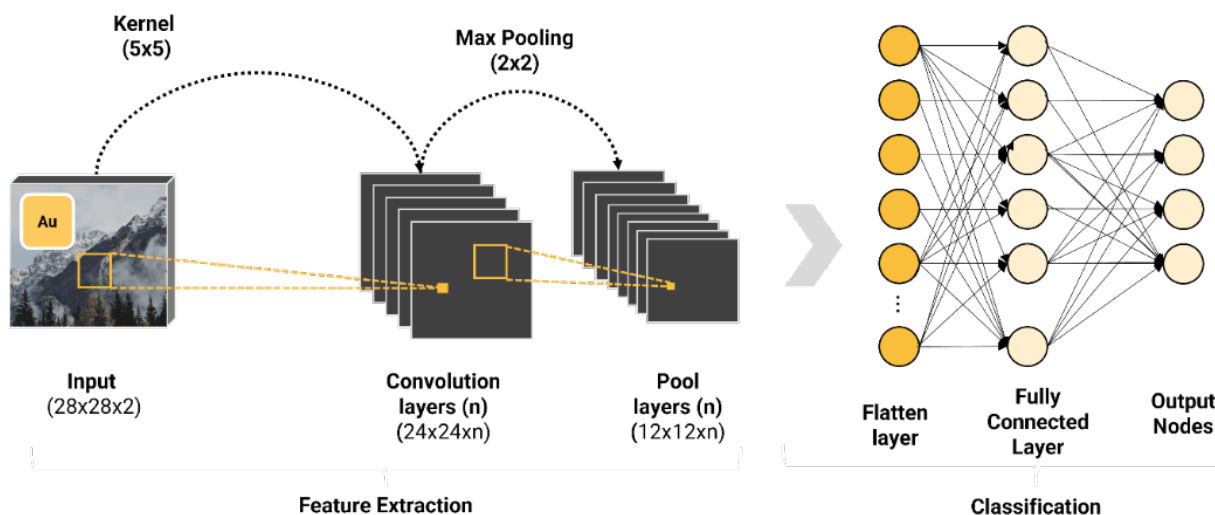 Kernel
(5x5)
Max Pooling
(2x2)
Au
Input
(28x28x2)
Convolution
layers (n)
(24x24xn)
Pool
layers (n)
(12x12xn)
Flatten
layer
Fully
Connected
Layer
Output
Nodes
Feature Extraction
Classification